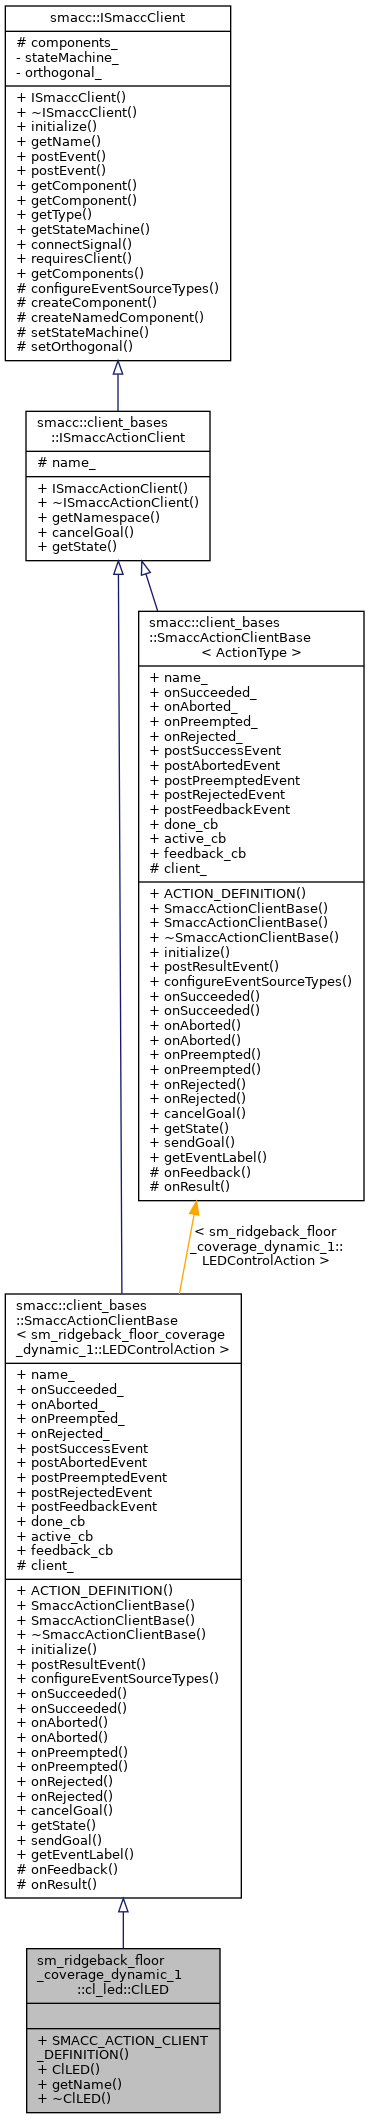 smacc::ISmaccClient
# components_
- stateMachine_
- orthogonal_
+ ISmaccClient()
+ ~ISmaccClient()
+ initialize()
+ getName()
+ postEvent()
+ postEvent()
+ getComponent()
+ getComponent()
+ getType()
+ getStateMachine()
+ connectSignal()
+ requiresClient()
+ getComponents()
# configureEventSourceTypes()
# createComponent()
# createNamedComponent()
# setStateMachine()
# setOrthogonal()
smacc::client_bases
::ISmaccActionClient
# name_
+ ISmaccActionClient()
+ ~ISmaccActionClient()
+ getNamespace()
+ cancelGoal()
+ getState()
smacc::client_bases
::SmaccActionClientBase
< ActionType >
+ name_
+ onSucceeded_
+ onAborted_
+ onPreempted_
+ onRejected_
+ postSuccessEvent
+ postAbortedEvent
+ postPreemptedEvent
+ postRejectedEvent
+ postFeedbackEvent
+ done_cb
+ active_cb
+ feedback_cb
# client_
+ ACTION_DEFINITION()
+ SmaccActionClientBase()
+ SmaccActionClientBase()
+ ~SmaccActionClientBase()
+ initialize()
+ postResultEvent()
+ configureEventSourceTypes()
+ onSucceeded()
+ onSucceeded()
+ onAborted()
+ onAborted()
+ onPreempted()
+ onPreempted()
+ onRejected()
+ onRejected()
+ cancelGoal()
+ getState()
+ sendGoal()
+ getEventLabel()
# onFeedback()
# onResult()
< sm_ridgeback_floor
_coverage_dynamic_1::
LEDControlAction >
smacc::client_bases
::SmaccActionClientBase
< sm_ridgeback_floor_coverage
_dynamic_1::LEDControlAction >
+ name_
+ onSucceeded_
+ onAborted_
+ onPreempted_
+ onRejected_
+ postSuccessEvent
+ postAbortedEvent
+ postPreemptedEvent
+ postRejectedEvent
+ postFeedbackEvent
+ done_cb
+ active_cb
+ feedback_cb
# client_
+ ACTION_DEFINITION()
+ SmaccActionClientBase()
+ SmaccActionClientBase()
+ ~SmaccActionClientBase()
+ initialize()
+ postResultEvent()
+ configureEventSourceTypes()
+ onSucceeded()
+ onSucceeded()
+ onAborted()
+ onAborted()
+ onPreempted()
+ onPreempted()
+ onRejected()
+ onRejected()
+ cancelGoal()
+ getState()
+ sendGoal()
+ getEventLabel()
# onFeedback()
# onResult()
sm_ridgeback_floor
_coverage_dynamic_1
::cl_led::ClLED
+ SMACC_ACTION_CLIENT
_DEFINITION()
+ ClLED()
+ getName()
+ ~ClLED()